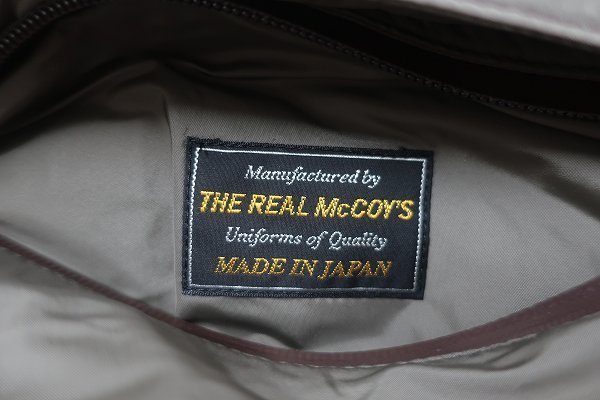 Manufactured by
THE REAL McCOY'S
Uniforms of Quality
MADE IN JAPAN